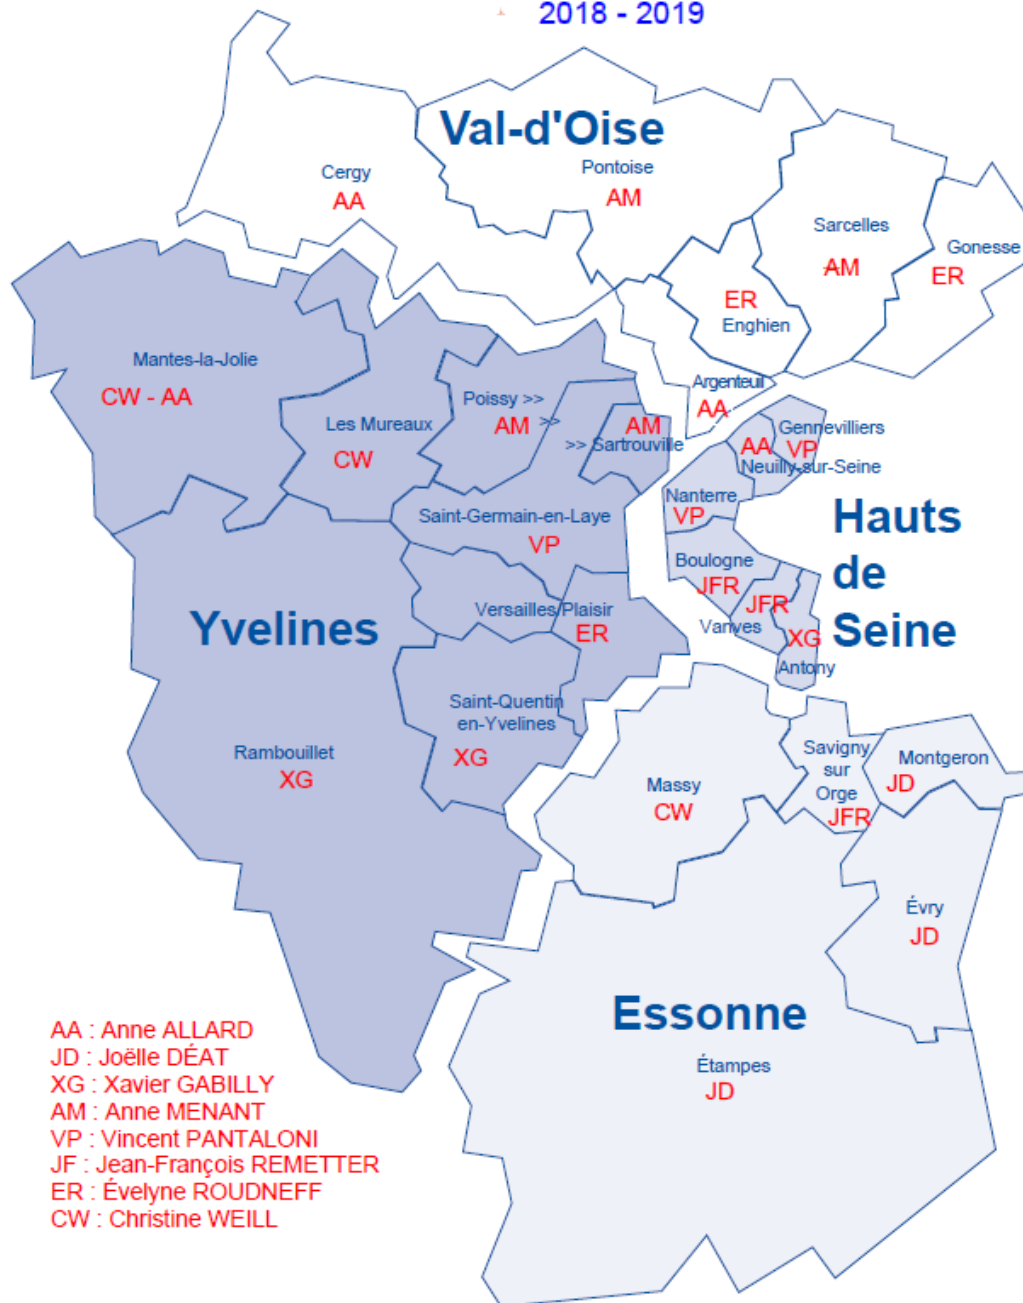 2018 - 2019
Val-d'Oise
Cergy
AA
Pontoise
AM
Sarcelles
AM
Gonesse
ER
ER
Enghien
Argenteuil
AA
Mantes-la-Jolie
CW - AA
Les Mureaux
CW
Poissy >>
AM >>
AM
>> Sartrouville
Gennevilliers
AA
VP
Neuilly-sur-Seine
Nanterre
VP
Saint-Germain-en-Laye
VP
Hauts
de
Seine
Boulogne
JFR
JFR
Vanves
XG
Antony
Yvelines
Versailles/Plaisir
ER
Saint-Quentin
en-Yvelines
XG
Rambouillet
XG
Massy
CW
Savigny
sur
Orge
JFR
Montgeron
JD
Évry
JD
Essonne
Étampes
JD
AA : Anne ALLARD
JD : Joëlle DÉAT
XG : Xavier GABILLY
AM : Anne MENANT
VP : Vincent PANTALONI
JF : Jean-François REMETTER
ER : Évelyne ROUDNEFF
CW : Christine WEILL